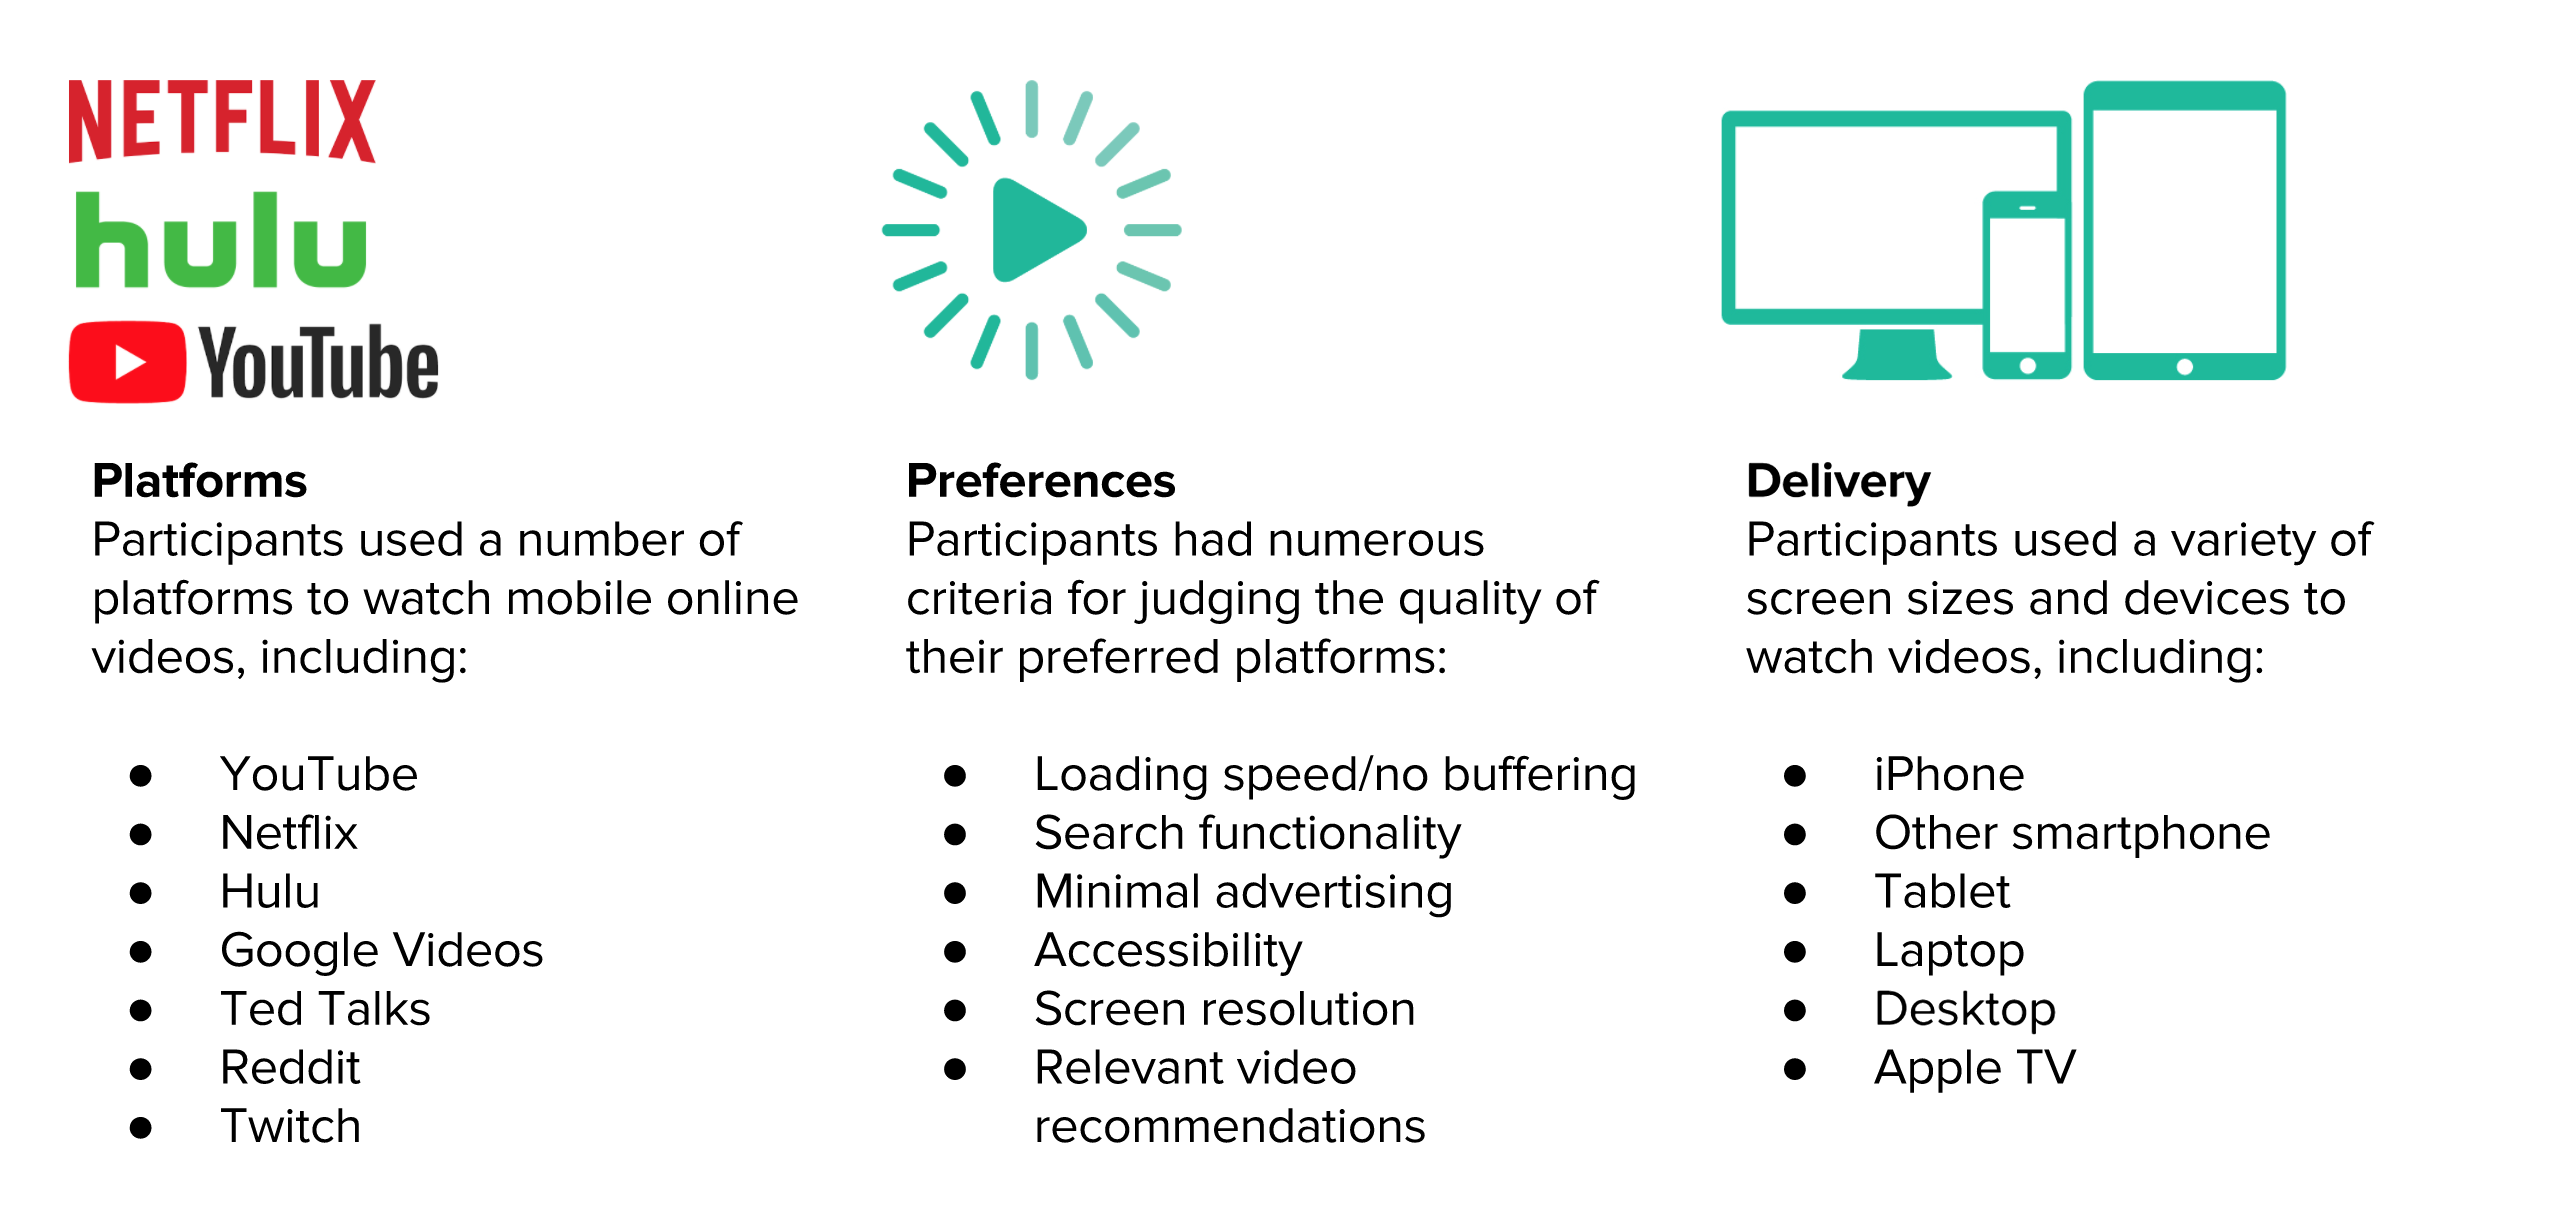 NETFLIX
hulu
YouTube
Platforms
Participants used a number of
platforms to watch mobile online
videos, including:
● YouTube
● Netflix
● Hulu
● Google Videos
● Ted Talks
● Reddit
● Twitch
Preferences
Participants had numerous
criteria for judging the quality of
their preferred platforms:
● Loading speed/no buffering
● Search functionality
● Minimal advertising
● Accessibility
● Screen resolution
● Relevant video
recommendations
Delivery
Participants used a variety of
screen sizes and devices to
watch videos, including:
● iPhone
● Other smartphone
● Tablet
● Laptop
● Desktop
● Apple TV